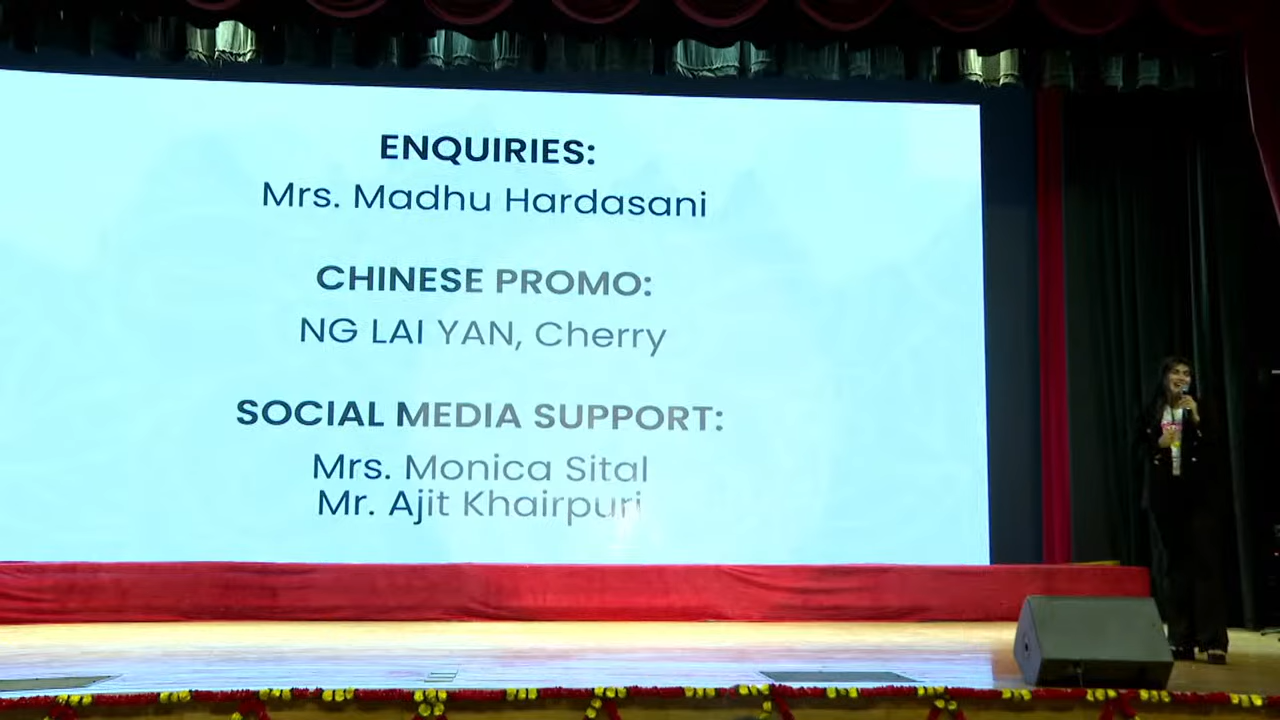 ENQUIRIES:
Mrs. Madhu Hardasani
CHINESE PROMO:
NG LAI YAN, Cherry
SOCIAL MEDIA SUPPORT:
Mrs. Monica Sital
Mr. Ajit Khairpuri